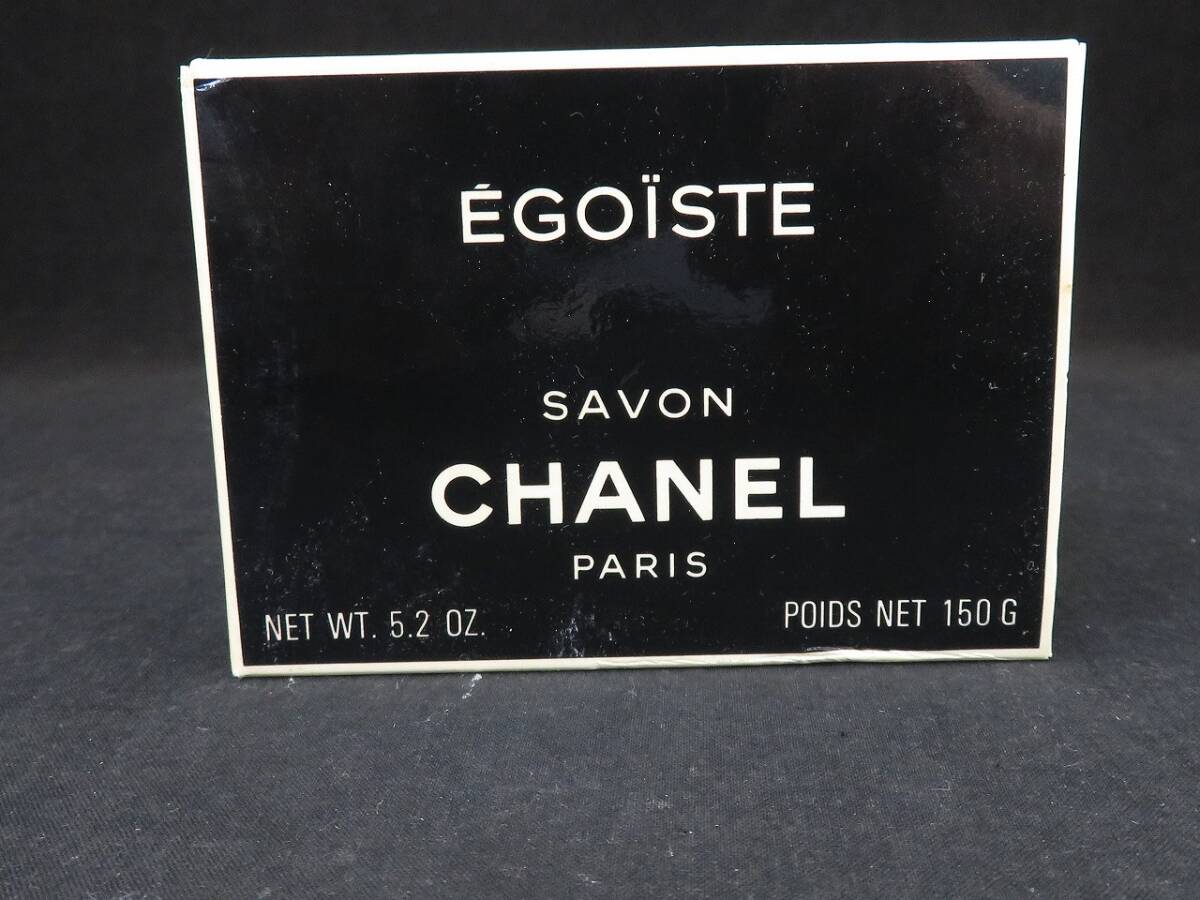 ÉGOÏSTE
SAVON
CHANEL
PARIS
NET WT. 5.2 OZ.
POIDS NET 150 G